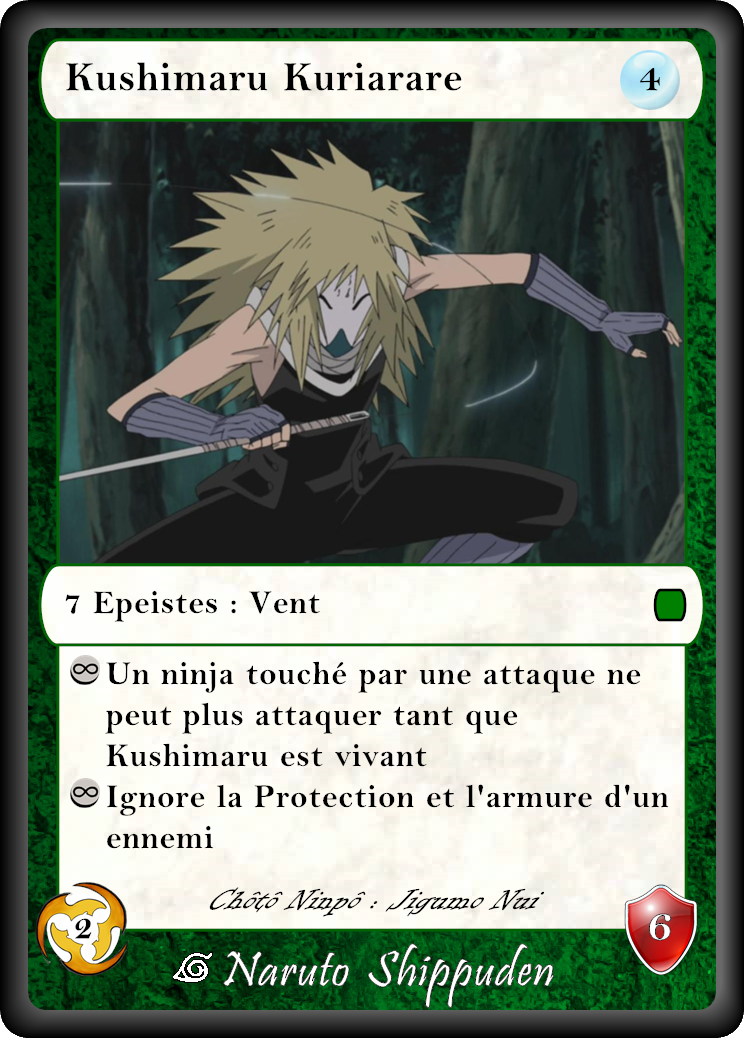 Kushimaru Kuriarare
4
7 Epeistes : Vent
Un ninja touché par une attaque ne
peut plus attaquer tant que
Kushimaru est vivant
Ignore la Protection et l'armure d'un
ennemi
Chôtô Ninpô : Jigumo Nui
2
6
Naruto Shippuden